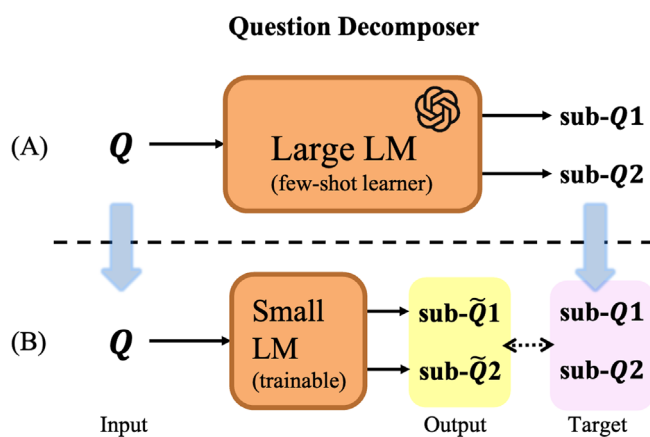 Question Decomposer
(A)
Q
Large LM
(few-shot learner)
sub-Q1
sub-Q2
(B)
Q
Small
LM
(trainable)
sub-Q̃1
sub-Q̃2
sub-Q1
sub-Q2
Input
Output
Target